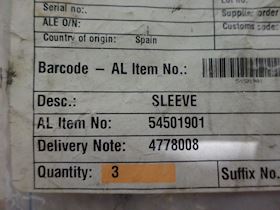 Serial no.:
ALE O/N:
Supplier order
Customs code:
Country of origin: Spain
Barcode – AL Item No.:
54501901
Desc.: SLEEVE
AL Item No: 54501901
Delivery Note: 4778008
Quantity: 3
Suffix No.